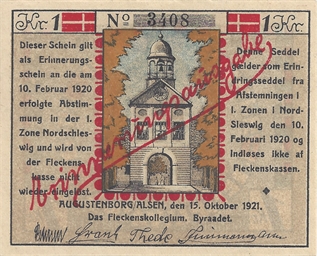 Kr. 1 No 3408 1 Kr.
Dieser Schein gilt
als Erinnerungs-
schein an die am
10. Februar 1920
erfolgte Abstim
mung in der 1.
Zone Nordschles-
wig und wird von
der Fleckens
kasse nicht
wieder eingelöst.
Denne Seddel
gælder som Erin-
dringsseddel fra
Afstemningen i
1. Zone i Nord-
Sleswig den 10.
Februari 1920 og
Indløses ikke af
Fleckenskassen.
Erinnerungsausgabe
AUGUSTENBORG/ALSEN, den 15. Oktober 1921.
Das Fleckenskollegium. Byraadet.